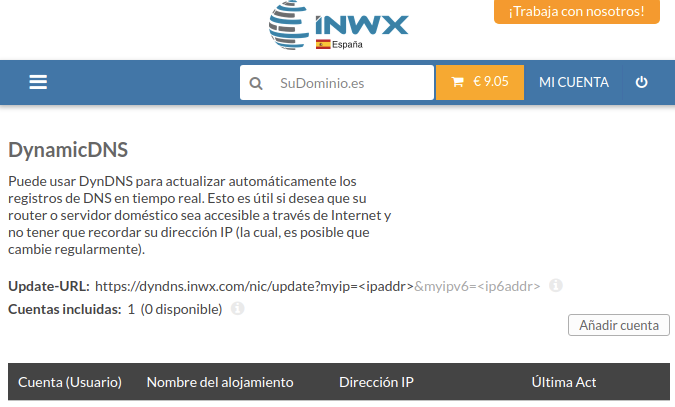 ¡Trabaja con nosotros!
INWX
España
SuDominio.es
€ 9.05
MI CUENTA
DynamicDNS
Puede usar DynDNS para actualizar automáticamente los
registros de DNS en tiempo real. Esto es útil si desea que su
router o servidor doméstico sea accesible a través de Internet y
no tener que recordar su dirección IP (la cual, es posible que
cambie regularmente).
Update-URL: https://dyndns.inwx.com/nic/update?myip=<ipaddr>&myipv6=<ip6addr>
Cuentas incluidas: 1 (0 disponible)
Añadir cuenta
Cuenta (Usuario) Nombre del alojamiento Dirección IP Última Act